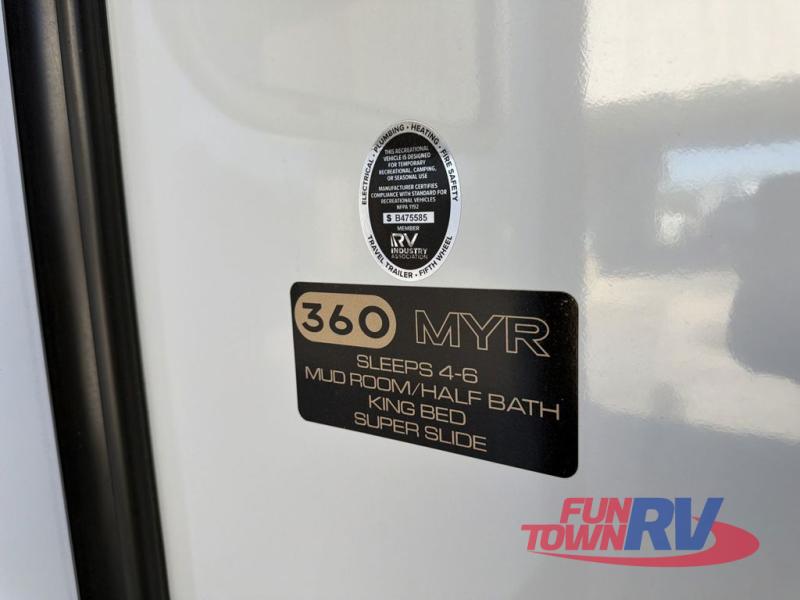 ELECTRICAL • PLUMBING • HEATING • FIRE SAFETY
THIS RECREATIONAL
VEHICLE IS DESIGNED
FOR TEMPORARY
RECREATIONAL, CAMPING,
OR SEASONAL USE
MANUFACTURER CERTIFIES
COMPLIANCE WITH STANDARD FOR
RECREATIONAL VEHICLES
NFPA 1192
$ B475585
MEMBER
RV
INDUSTRY
ASSOCIATION
TRAVEL TRAILER • FIFTH WHEEL
360 MYR
SLEEPS 4-6
MUD ROOM/HALF BATH
KING BED
SUPER SLIDE
FUN
TOWN RV